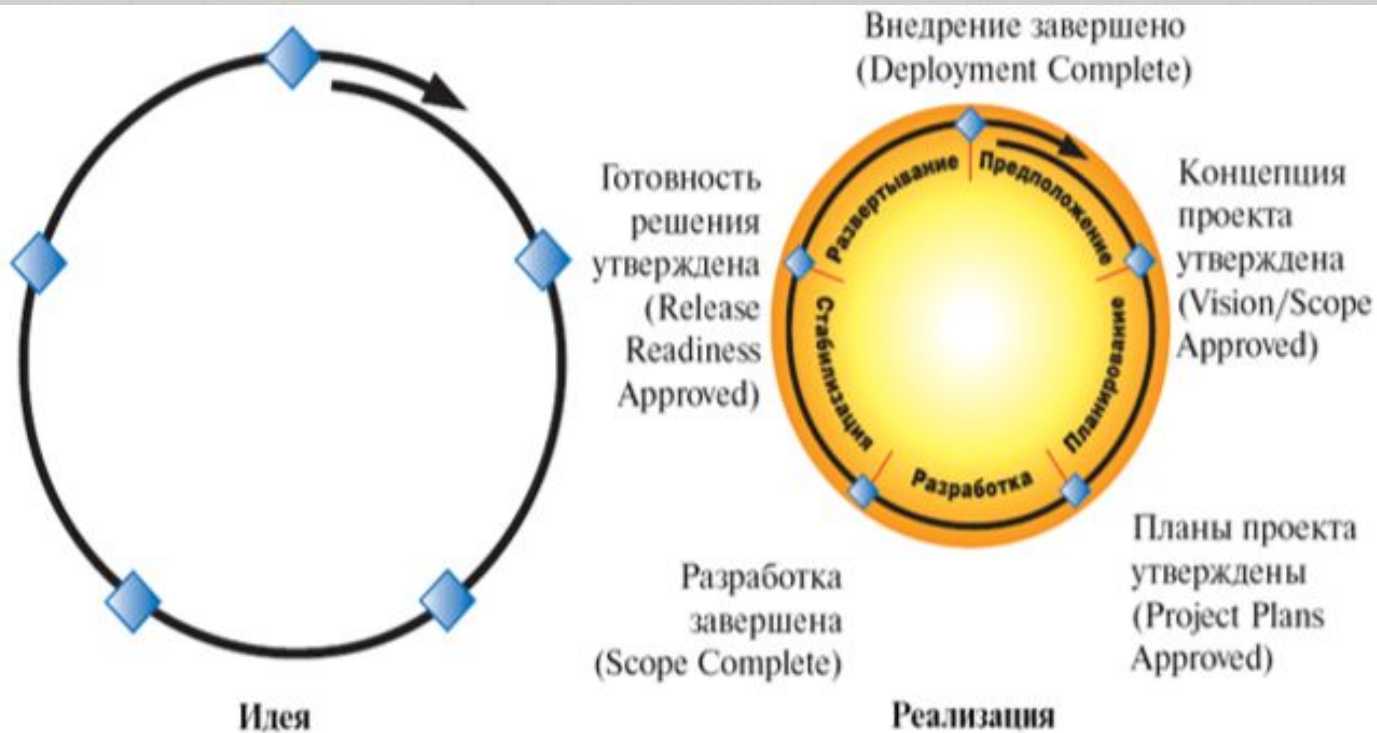 Внедрение завершено
(Deployment Complete)
Готовность
решения
утверждена
(Release
Readiness
Approved)
Развертывание
Предположение
Концепция
проекта
утверждена
(Vision/Scope
Approved)
Стабилизация
Планирование
Разработка
Планы проекта
утверждены
(Project Plans
Approved)
Разработка
завершена
(Scope Complete)
Идея
Реализация